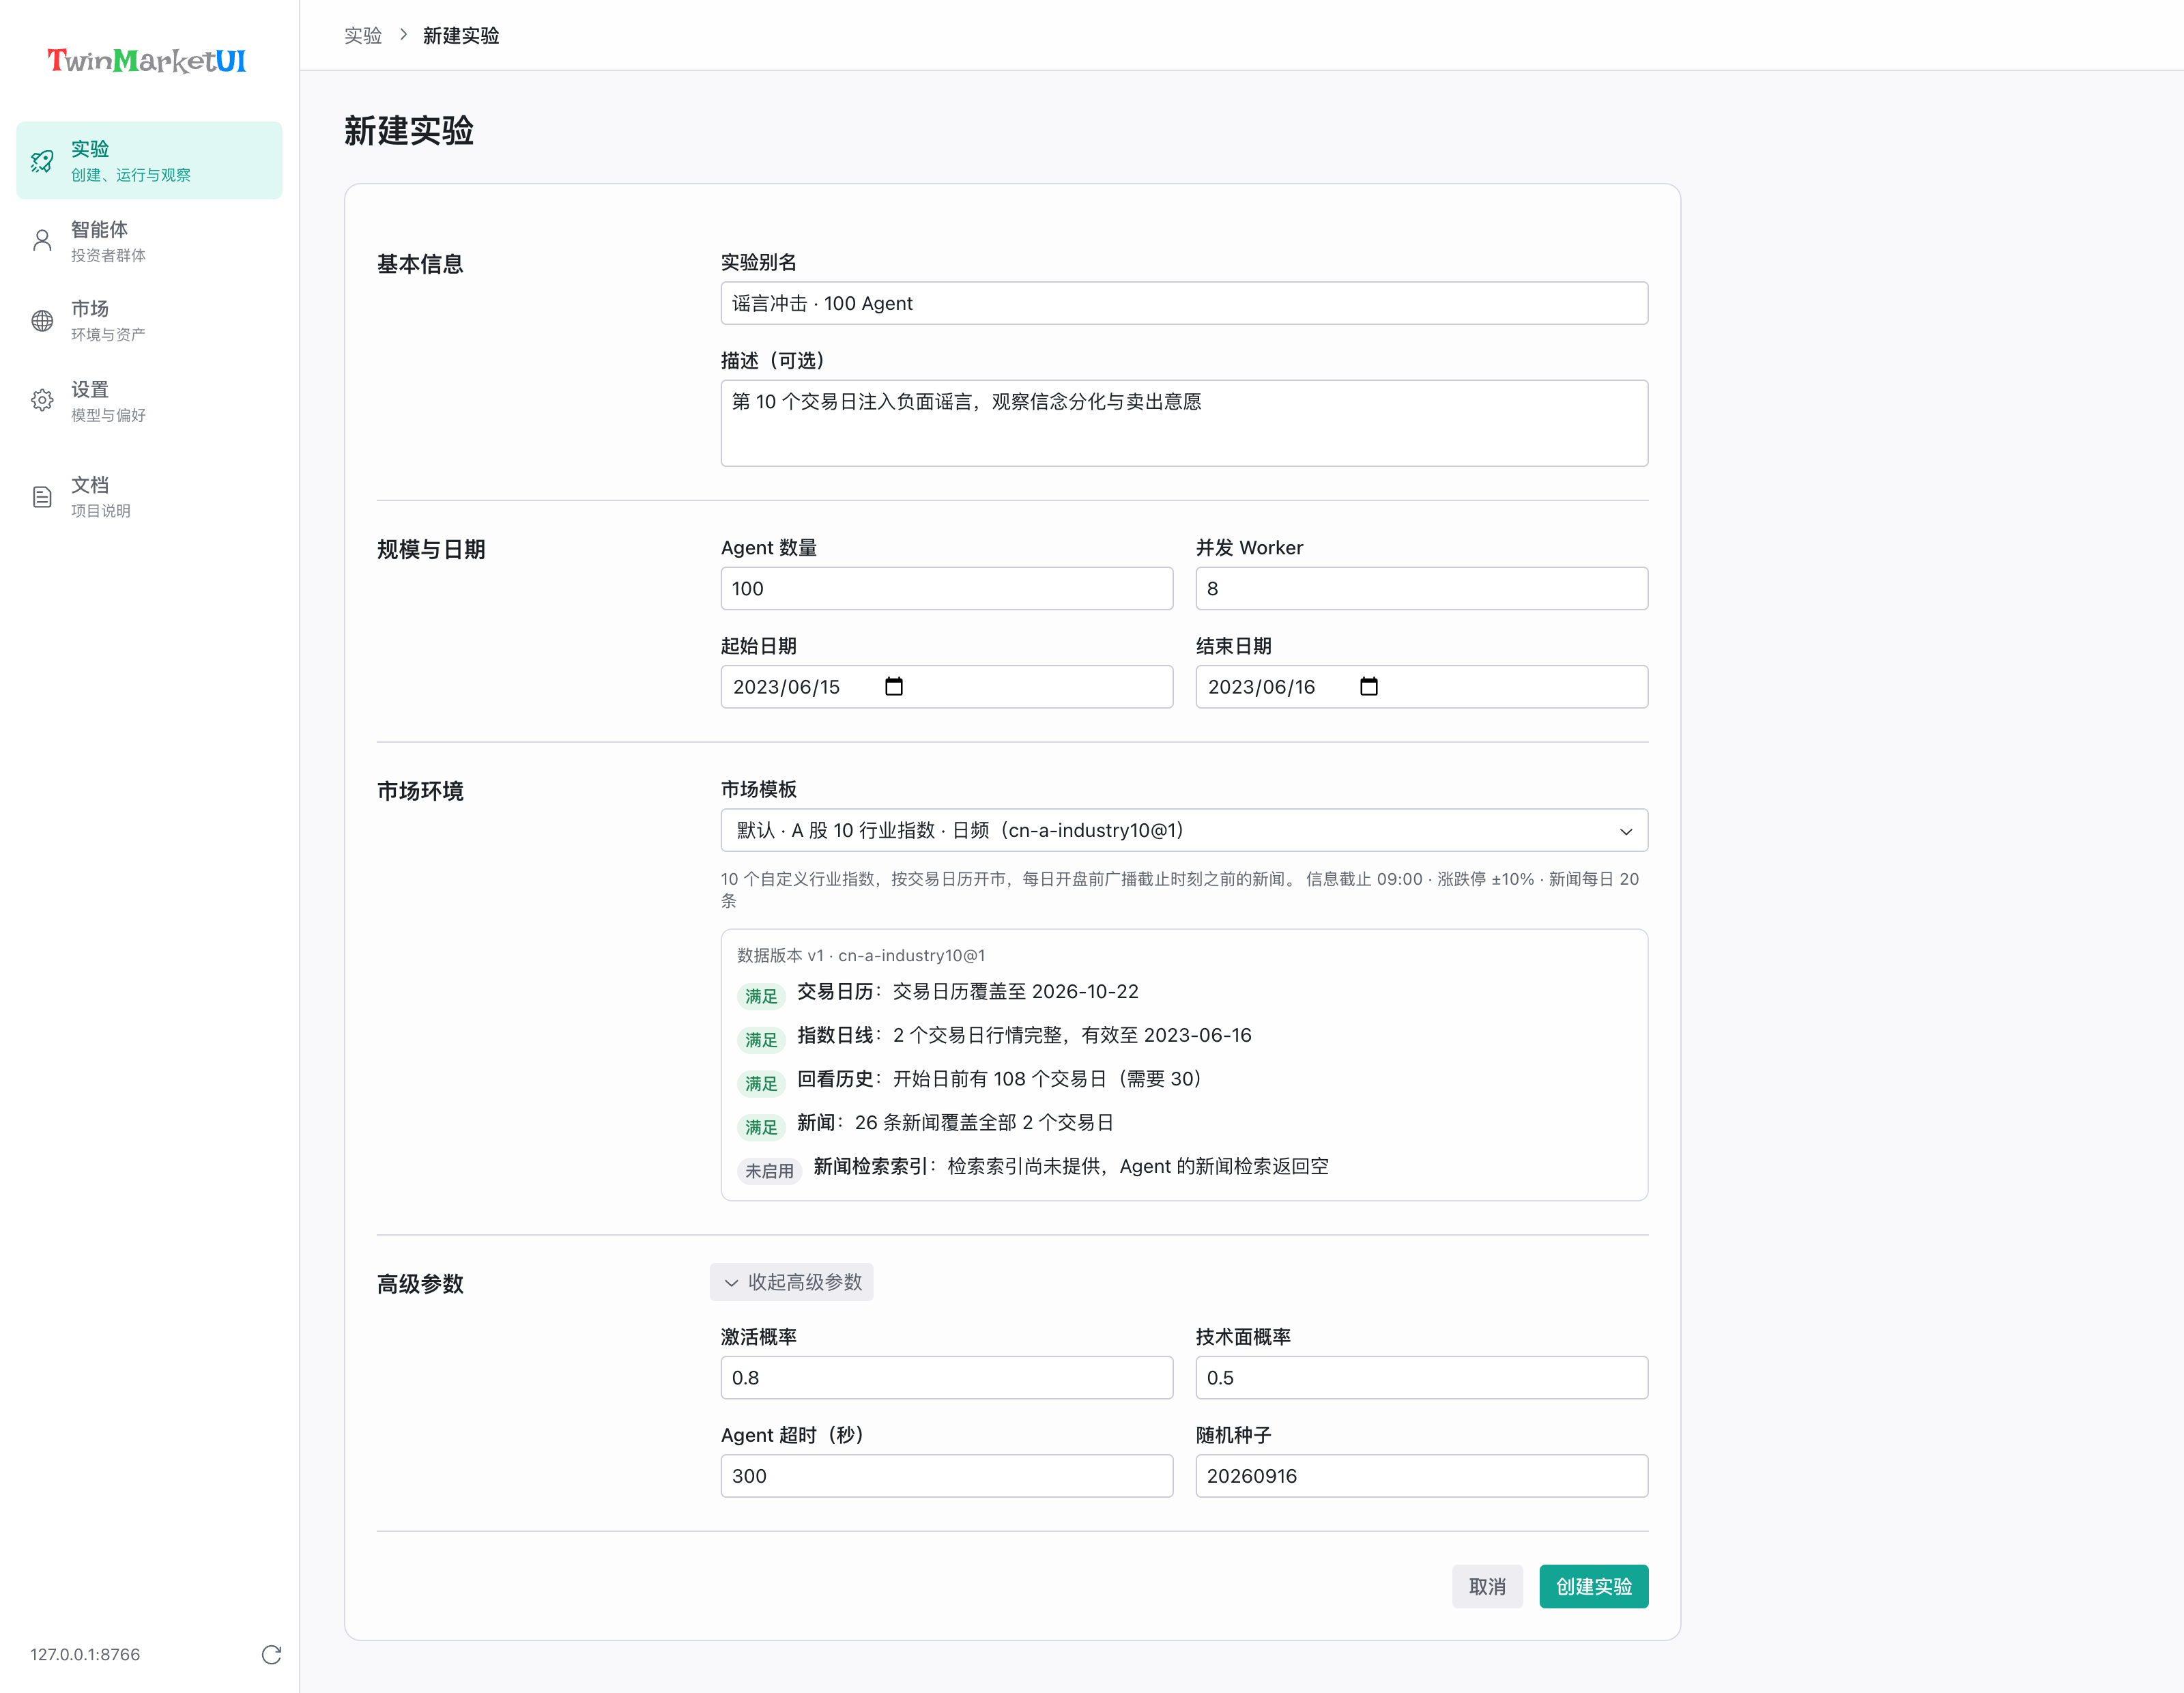 TwinMarketUI
实验
创建、运行与观察
智能体
投资者群体
市场
环境与资产
设置
模型与偏好
文档
项目说明
127.0.0.1:8766
实验 > 新建实验
新建实验
基本信息
实验别名
谣言冲击 · 100 Agent
描述（可选）
第 10 个交易日注入负面谣言，观察信念分化与卖出意愿
规模与日期
Agent 数量
100
并发 Worker
8
起始日期
2023/06/15
结束日期
2023/06/16
市场环境
市场模板
默认 · A 股 10 行业指数 · 日频（cn-a-industry10@1）
10 个自定义行业指数，按交易日历开市，每日开盘前广播截止时刻之前的新闻。 信息截止 09:00 · 涨跌停 ±10% · 新闻每日 20
条
数据版本 v1 · cn-a-industry10@1
满足 交易日历：交易日历覆盖至 2026-10-22
满足 指数日线：2 个交易日行情完整，有效至 2023-06-16
满足 回看历史：开始日前有 108 个交易日（需要 30）
满足 新闻：26 条新闻覆盖全部 2 个交易日
未启用 新闻检索索引：检索索引尚未提供，Agent 的新闻检索返回空
高级参数
收起高级参数
激活概率
0.8
技术面概率
0.5
Agent 超时（秒）
300
随机种子
20260916
取消
创建实验